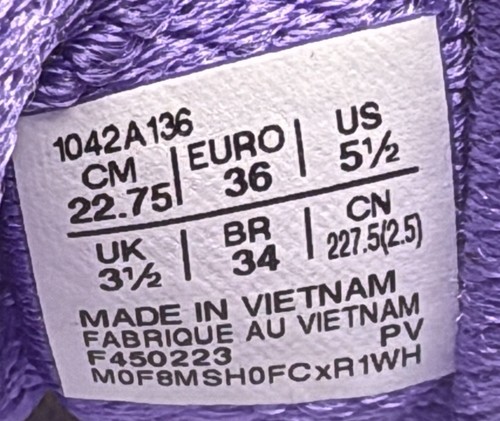 1042A136
CM EURO US
22.75 36 5½
UK BR CN
3½ 34 227.5(2.5)
MADE IN VIETNAM
FABRIQUE AU VIETNAM
F450223 PV
M0F8MSH0FCxR1WH